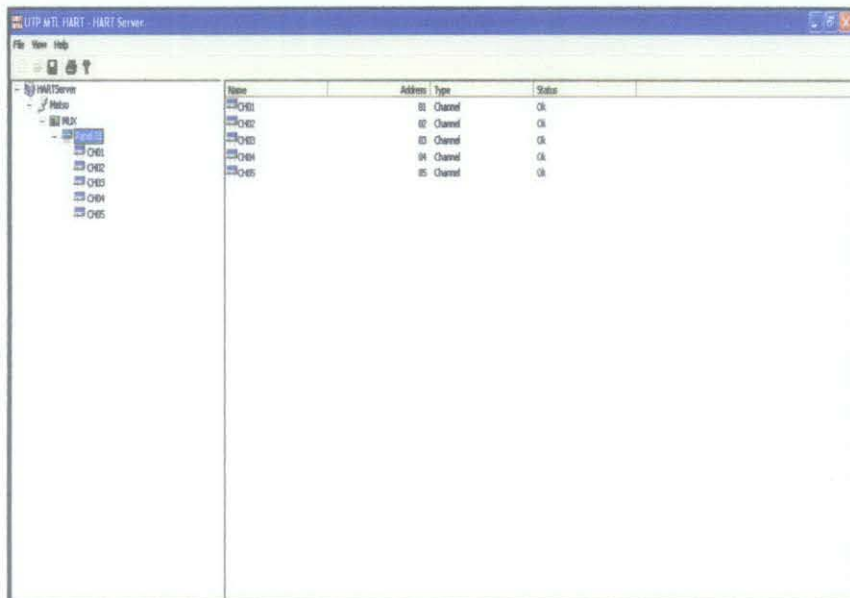 UTP MTL HART - HART Server
File View Help
HARTServer
Metso
MUX
CH01
CH02
CH03
CH04
CH05
Name Address Type Status
CH01 01 Channel Ok
CH02 02 Channel Ok
CH03 03 Channel Ok
CH04 04 Channel Ok
CH05 05 Channel Ok